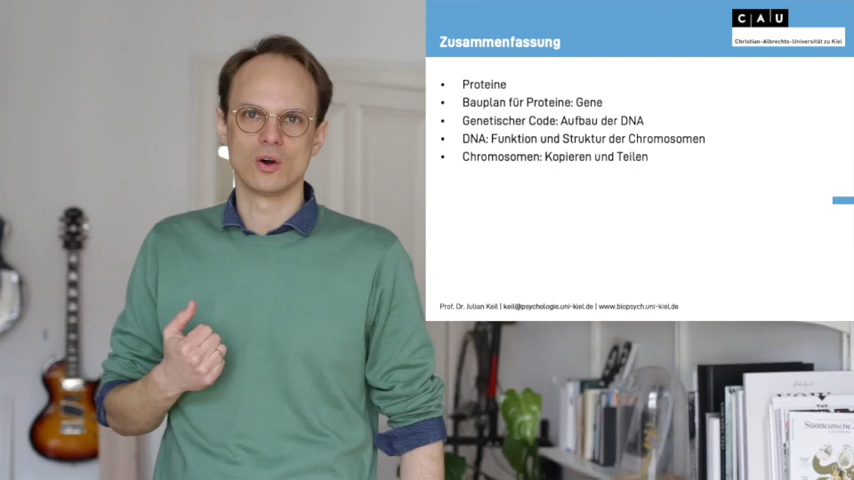 CAU
Christian-Albrechts-Universität zu Kiel
Zusammenfassung
• Proteine
• Bauplan für Proteine: Gene
• Genetischer Code: Aufbau der DNA
• DNA: Funktion und Struktur der Chromosomen
• Chromosomen: Kopieren und Teilen
Prof. Dr. Julian Keil | keil@psychologie.uni-kiel.de | www.biopsych.uni-kiel.de
Süddeutsche